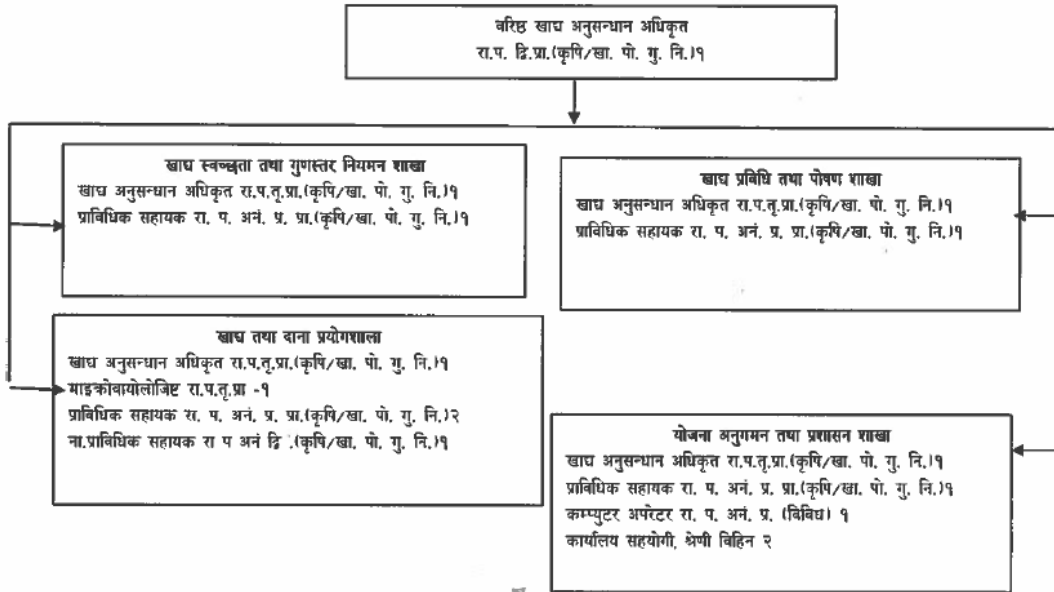 वरिष्ठ खाद्य अनुसन्धान अधिकृत
रा.प. द्वि.प्रा.(कृषि/खा. पो. गु. नि.)१
खाद्य स्वच्छता तथा गुणस्तर नियमन शाखा
खाद्य अनुसन्धान अधिकृत रा.प.तृ.प्रा.(कृषि/खा. पो. गु. नि.)१
प्राविधिक सहायक रा. प. अनं. प्र. प्रा.(कृषि/खा. पो. गु. नि.)१
खाद्य प्रविधि तथा पोषण शाखा
खाद्य अनुसन्धान अधिकृत रा.प.तृ.प्रा.(कृषि/खा. पो. गु. नि.)१
प्राविधिक सहायक रा. प. अनं. प्र. प्रा.(कृषि/खा. पो. गु. नि.)१
खाद्य तथा दाना प्रयोगशाला
खाद्य अनुसन्धान अधिकृत रा.प.तृ.प्रा.(कृषि/खा. पो. गु. नि.)१
माइक्रोबायोलोजिष्ट रा.प.तृ.प्रा -१
प्राविधिक सहायक रा. प. अनं. प्र. प्रा.(कृषि/खा. पो. गु. नि.)२
ना.प्राविधिक सहायक रा प अनं द्वि .(कृषि/खा. पो. गु. नि.)१
योजना अनुगमन तथा प्रशासन शाखा
खाद्य अनुसन्धान अधिकृत रा.प.तृ.प्रा.(कृषि/खा. पो. गु. नि.)१
प्राविधिक सहायक रा. प. अनं. प्र. प्रा.(कृषि/खा. पो. गु. नि.)१
कम्प्युटर अपरेटर रा. प. अनं. प्र. (विविध) १
कार्यालय सहयोगी, श्रेणी विहिन २